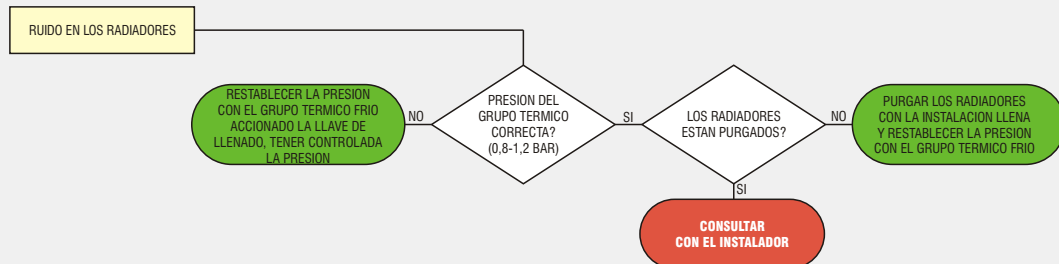 RUIDO EN LOS RADIADORES
RESTABLECER LA PRESION
CON EL GRUPO TERMICO FRIO
ACCIONADO LA LLAVE DE
LLENADO, TENER CONTROLADA
LA PRESION
NO
PRESION DEL
GRUPO TERMICO
CORRECTA?
(0,8-1,2 BAR)
SI
LOS RADIADORES
ESTAN PURGADOS?
NO
PURGAR LOS RADIADORES
CON LA INSTALACION LLENA
Y RESTABLECER LA PRESION
CON EL GRUPO TERMICO FRIO
SI
CONSULTAR
CON EL INSTALADOR